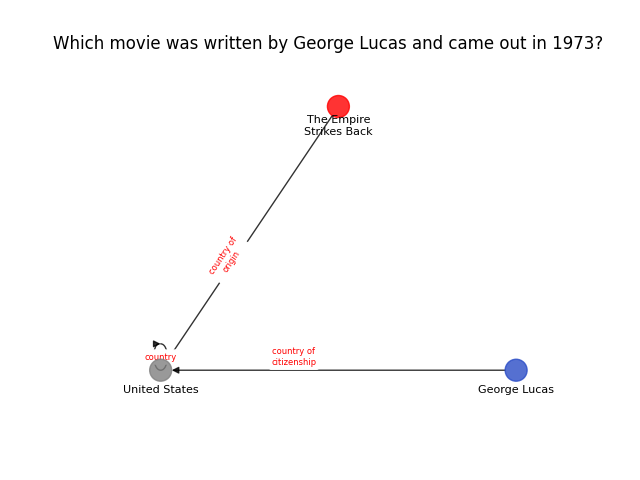 Which movie was written by George Lucas and came out in 1973?
The Empire
Strikes Back
country of
origin
country
country of
citizenship
United States
George Lucas